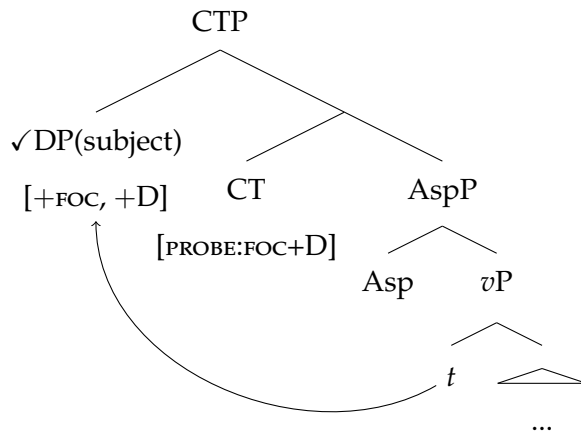 CTP
✓DP(subject)
[+FOC, +D]
CT
AspP
[PROBE:FOC+D]
Asp
vP
t
...